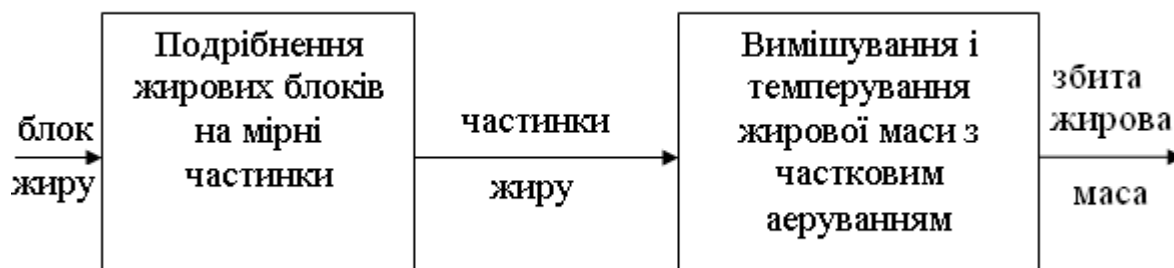 блок
жиру
Подрібнення
жирових блоків
на мірні
частинки
частинки
жиру
Вимішування і
темперування
жирової маси з
частковим
аеруванням
збита
жирова
маса